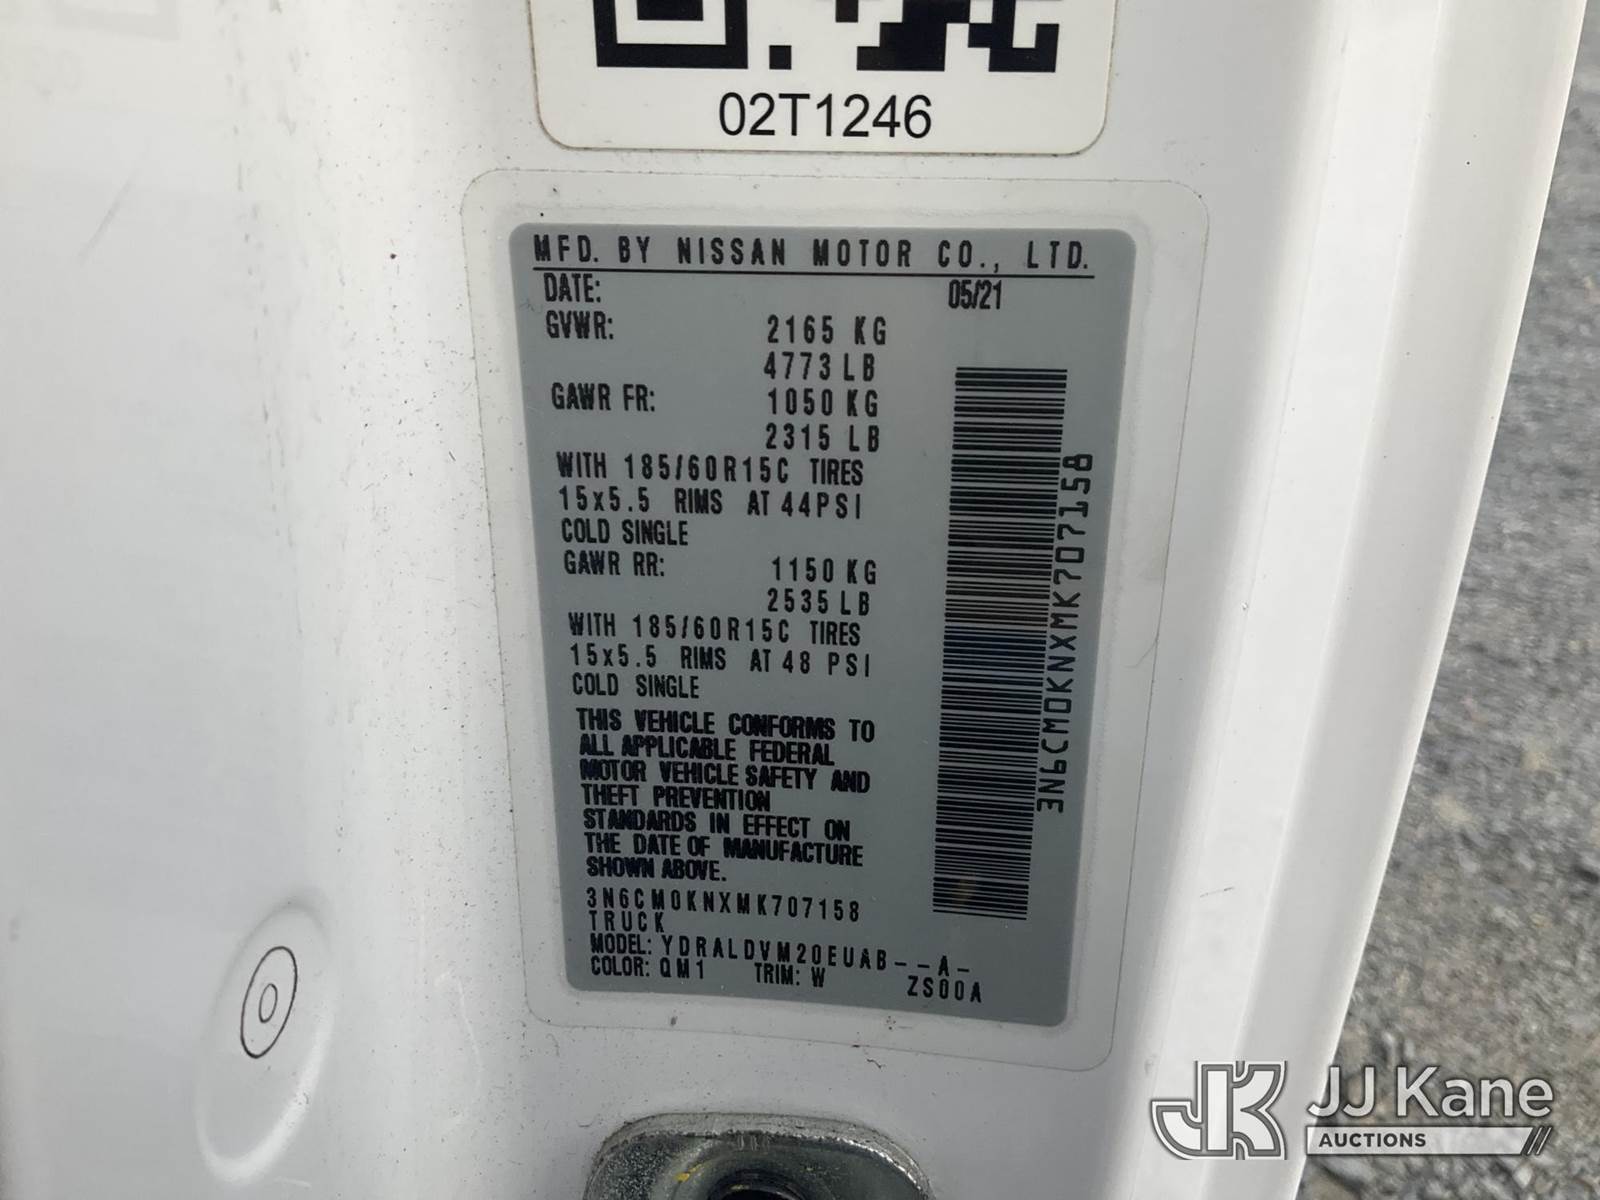 02T1246
MFD. BY NISSAN MOTOR CO., LTD.
DATE: 05/21
GVWR: 2165 KG
4773 LB
GAWR FR: 1050 KG
2315 LB
WITH 185/60R15C TIRES
15x5.5 RIMS AT 44PSI
COLD SINGLE
GAWR RR: 1150 KG
2535 LB
WITH 185/60R15C TIRES
15x5.5 RIMS AT 48 PSI
COLD SINGLE
THIS VEHICLE CONFORMS TO
ALL APPLICABLE FEDERAL
MOTOR VEHICLE SAFETY AND
THEFT PREVENTION
STANDARDS IN EFFECT ON
THE DATE OF MANUFACTURE
SHOWN ABOVE.
3N6CM0KNXMK707158
TRUCK
MODEL: YDRALDVM20EUAB--A-
COLOR: QM1 TRIM: W ZS00A
3N6CM0KNXMK707158
JK JJ Kane
AUCTIONS